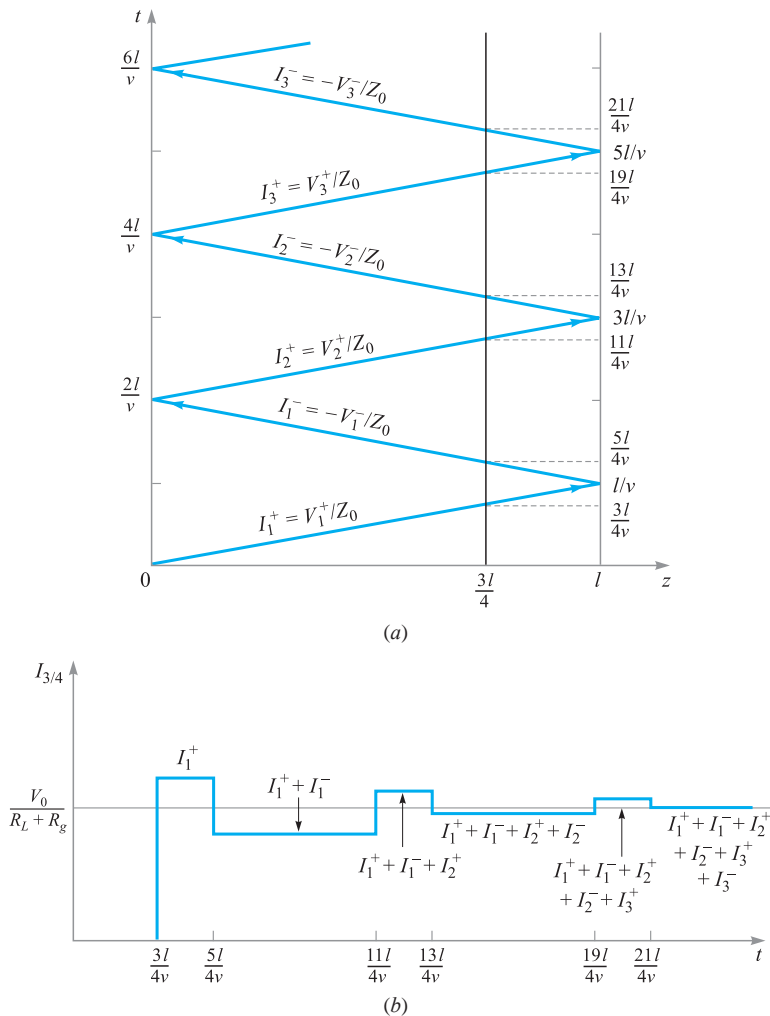 t
6l/v
I₃⁻ = −V₃⁻/Z₀
21l/4v
5l/v
19l/4v
I₃⁺ = V₃⁺/Z₀
4l/v
I₂⁻ = −V₂⁻/Z₀
13l/4v
3l/v
11l/4v
I₂⁺ = V₂⁺/Z₀
2l/v
I₁⁻ = −V₁⁻/Z₀
5l/4v
l/v
3l/4v
I₁⁺ = V₁⁺/Z₀
0 3l/4 l z
(a)
I₃/₄
I₁⁺
I₁⁺ + I₁⁻
V₀/(R_L + R_g)
I₁⁺ + I₁⁻ + I₂⁺
I₁⁺ + I₁⁻ + I₂⁺ + I₂⁻
I₁⁺ + I₁⁻ + I₂⁺
+ I₂⁻ + I₃⁺
I₁⁺ + I₁⁻ + I₂⁺
+ I₂⁻ + I₃⁺
+ I₃⁻
3l/4v 5l/4v 11l/4v 13l/4v 19l/4v 21l/4v t
(b)